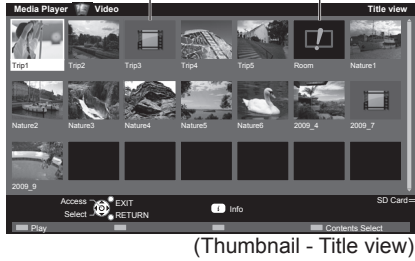 Media Player Video Title view
Trip1 Trip2 Trip3 Trip4 Trip5 Room Nature1
Nature2 Nature3 Nature4 Nature5 Nature6 2009_4 2009_7
2009_9
Access EXIT
Select RETURN
i Info
SD Card
Play Contents Select
(Thumbnail - Title view)